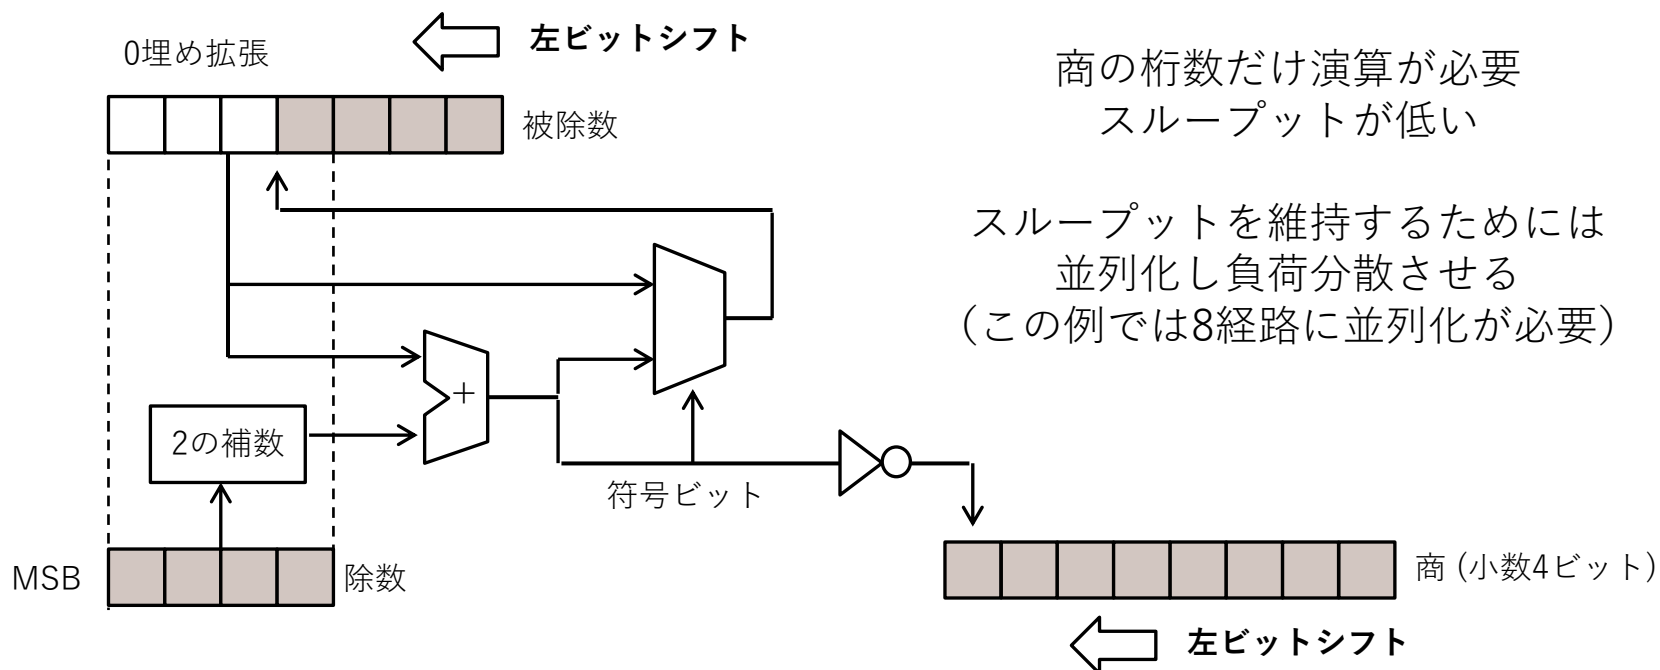 左ビットシフト
0埋め拡張
被除数
商の桁数だけ演算が必要
スループットが低い
スループットを維持するためには
並列化し負荷分散させる
(この例では8経路に並列化が必要)
+
2の補数
符号ビット
MSB
除数
商 (小数4ビット)
左ビットシフト